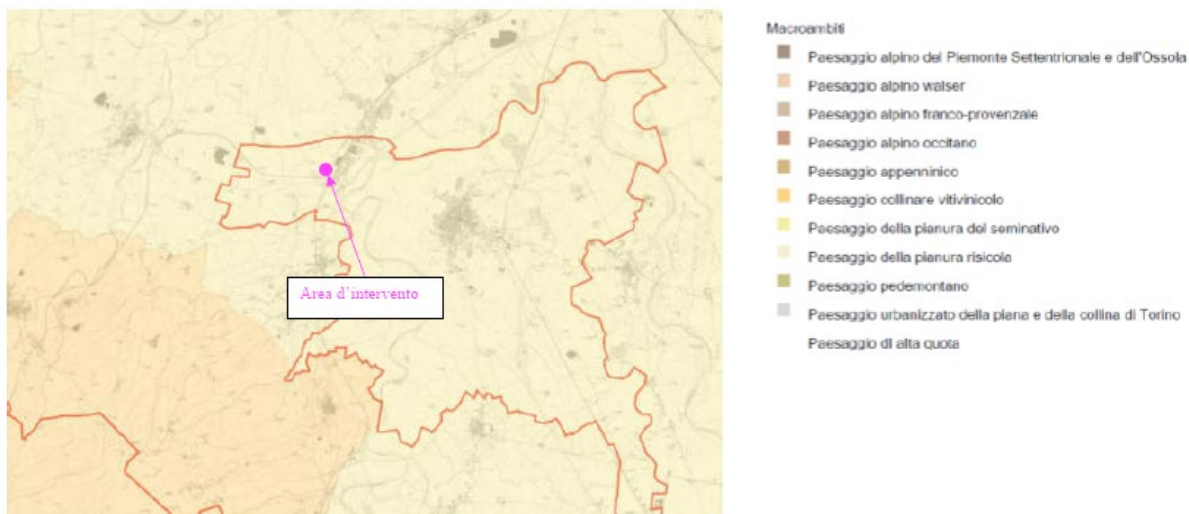 Area d'intervento
Macroambiti
Paesaggio alpino del Piemonte Settentrionale e dell'Ossola
Paesaggio alpino walser
Paesaggio alpino franco-provenzale
Paesaggio alpino occitano
Paesaggio appenninico
Paesaggio collinare vitivinicolo
Paesaggio della pianura del seminativo
Paesaggio della pianura risicola
Paesaggio pedemontano
Paesaggio urbanizzato della piana e della collina di Torino
Paesaggio di alta quota